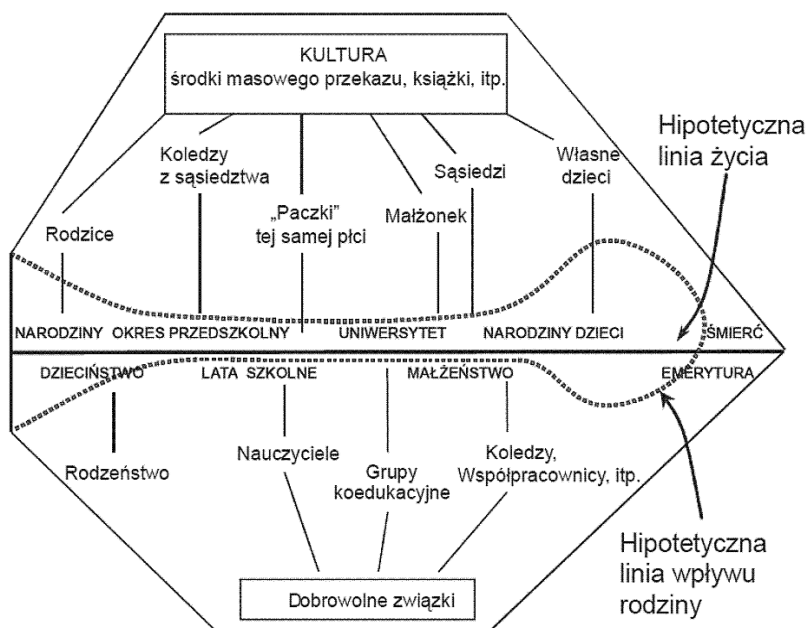 KULTURA
środki masowego przekazu, książki, itp.
Hipotetyczna
linia życia
Koledzy
z sąsiedztwa
Sąsiedzi
Własne
dzieci
„Paczki”
tej samej płci
Małżonek
Rodzice
NARODZINY OKRES PRZEDSZKOLNY UNIWERSYTET NARODZINY DZIECI ŚMIERĆ
DZIECIŃSTWO LATA SZKOLNE MAŁŻEŃSTWO EMERYTURA
Rodzeństwo
Nauczyciele
Grupy
koedukacyjne
Koledzy,
Współpracownicy, itp.
Hipotetyczna
linia wpływu
rodziny
Dobrowolne związki